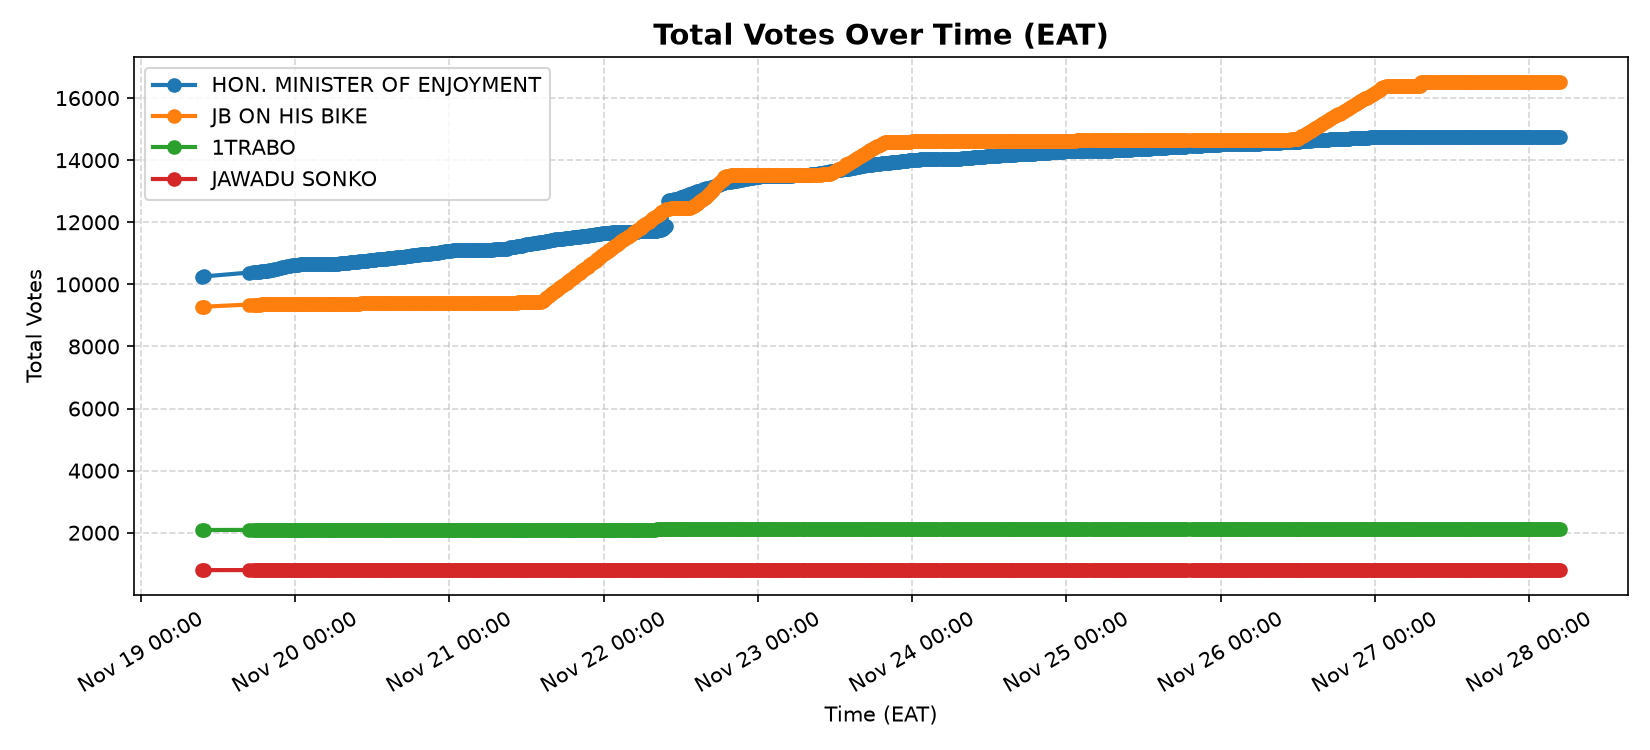 Total Votes Over Time (EAT)
HON. MINISTER OF ENJOYMENT
JB ON HIS BIKE
1TRABO
JAWADU SONKO
Total Votes
16000
14000
12000
10000
8000
6000
4000
2000
Nov 19 00:00
Nov 20 00:00
Nov 21 00:00
Nov 22 00:00
Nov 23 00:00
Nov 24 00:00
Nov 25 00:00
Nov 26 00:00
Nov 27 00:00
Nov 28 00:00
Time (EAT)